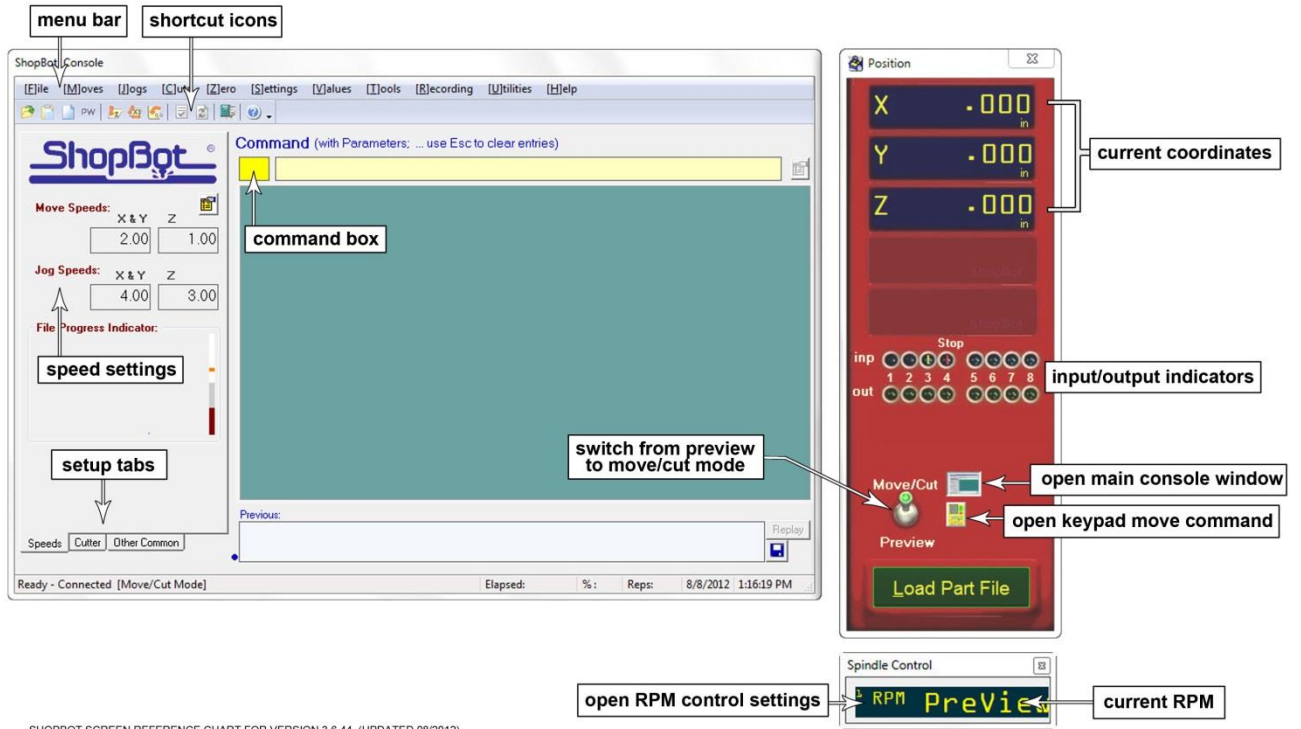 menu bar
shortcut icons
ShopBot Console
[F]ile [M]oves [J]ogs [C]uts [Z]ero [S]ettings [V]alues [T]ools [R]ecording [U]tilities [H]elp
PW
ShopBot
Command (with Parameters; ... use Esc to clear entries)
command box
Move Speeds:
X & Y Z
2.00 1.00
Jog Speeds:
X & Y Z
4.00 3.00
File Progress Indicator:
speed settings
setup tabs
Speeds Cutter Other Common
Previous:
Replay
Ready - Connected [Move/Cut Mode] Elapsed: %: Reps: 8/8/2012 1:16:19 PM
Position
X .000
in
Y .000
in
Z .000
in
current coordinates
ShopBot
ShopBot
Stop
inp
1 2 3 4 5 6 7 8
out
input/output indicators
switch from preview
to move/cut mode
Move/Cut
Preview
open main console window
open keypad move command
Load Part File
Spindle Control
1 RPM PreView
open RPM control settings
current RPM